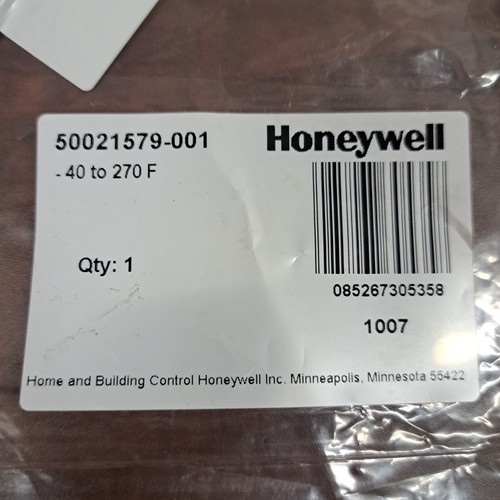 50021579-001
Honeywell
- 40 to 270 F
Qty: 1
085267305358
1007
Home and Building Control Honeywell Inc. Minneapolis, Minnesota 55422